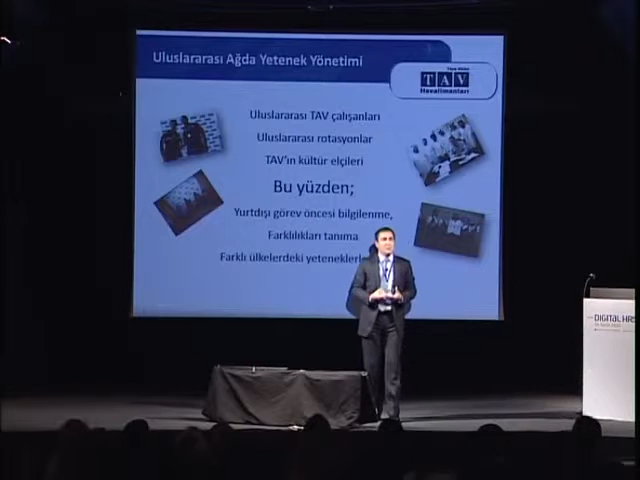 Uluslararası Ağda Yetenek Yönetimi
TAV
Havalimanları
Uluslararası TAV çalışanları
Uluslararası rotasyonlar
TAV'ın kültür elçileri
Bu yüzden;
Yurtdışı görev öncesi bilgilenme,
Farklılıkları tanıma
Farklı ülkelerdeki
DIGITAL HR